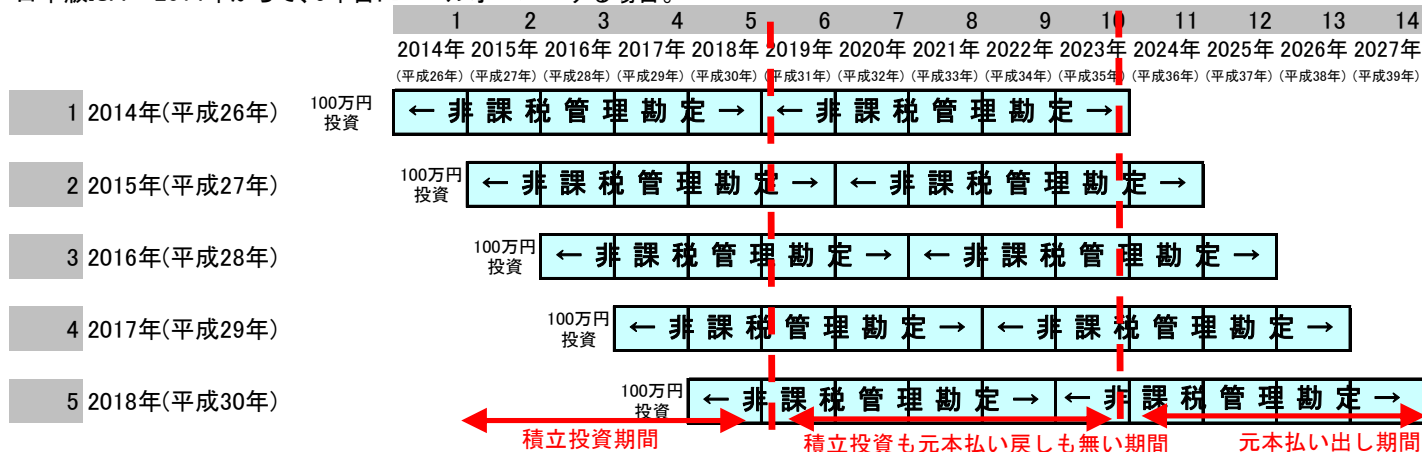 1 2 3 4 5 6 7 8 9 10 11 12 13 14
2014年 2015年 2016年 2017年 2018年 2019年 2020年 2021年 2022年 2023年 2024年 2025年 2026年 2027年
(平成26年) (平成27年) (平成28年) (平成29年) (平成30年) (平成31年) (平成32年) (平成33年) (平成34年) (平成35年) (平成36年) (平成37年) (平成38年) (平成39年)
1 2014年(平成26年) 100万円投資 ← 非課税管理勘定 → ← 非課税管理勘定 →
2 2015年(平成27年) 100万円投資 ← 非課税管理勘定 → ← 非課税管理勘定 →
3 2016年(平成28年) 100万円投資 ← 非課税管理勘定 → ← 非課税管理勘定 →
4 2017年(平成29年) 100万円投資 ← 非課税管理勘定 → ← 非課税管理勘定 →
5 2018年(平成30年) 100万円投資 ← 非課税管理勘定 → ← 非課税管理勘定 →
積立投資期間 積立投資も元本払い戻しも無い期間 元本払い出し期間